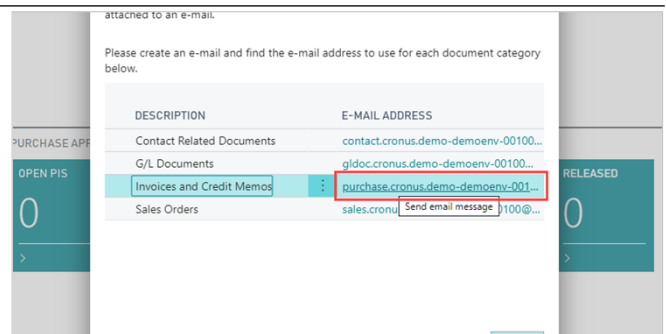 attached to an e-mail.
Please create an e-mail and find the e-mail address to use for each document category
below.
DESCRIPTION E-MAIL ADDRESS
PURCHASE APP
Contact Related Documents contact.cronus.demo-demoenv-00100...
G/L Documents gldoc.cronus.demo-demoenv-00100...
OPEN PIS
RELEASED
Invoices and Credit Memos purchase.cronus.demo-demoenv-001...
Sales Orders sales.cronu Send email message 0100@...
0
0
>
>